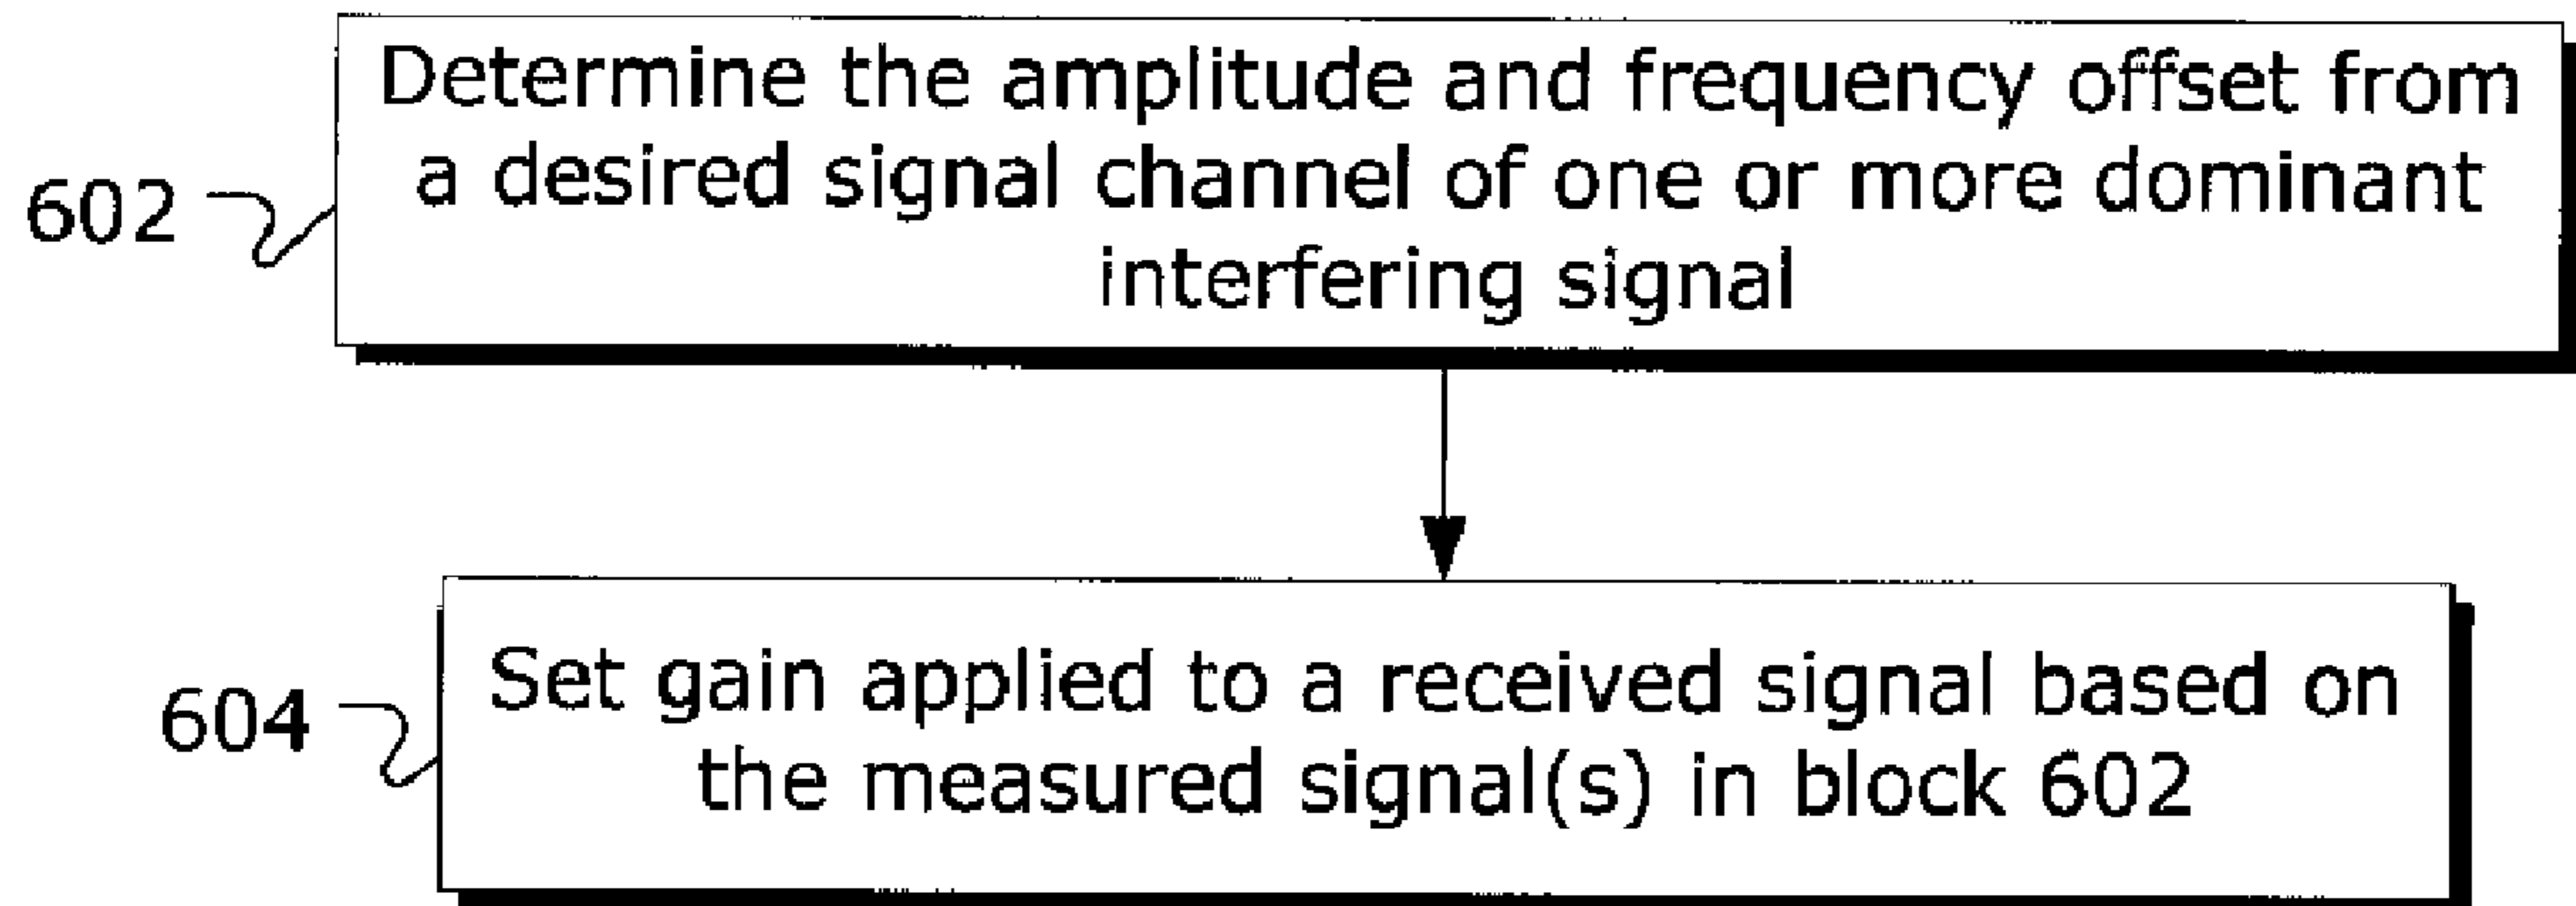 Determine the amplitude and frequency offset from
602 a desired signal channel of one or more dominant
interfering signal
Set gain applied to a received signal based on
604 the measured signal(s) in block 602